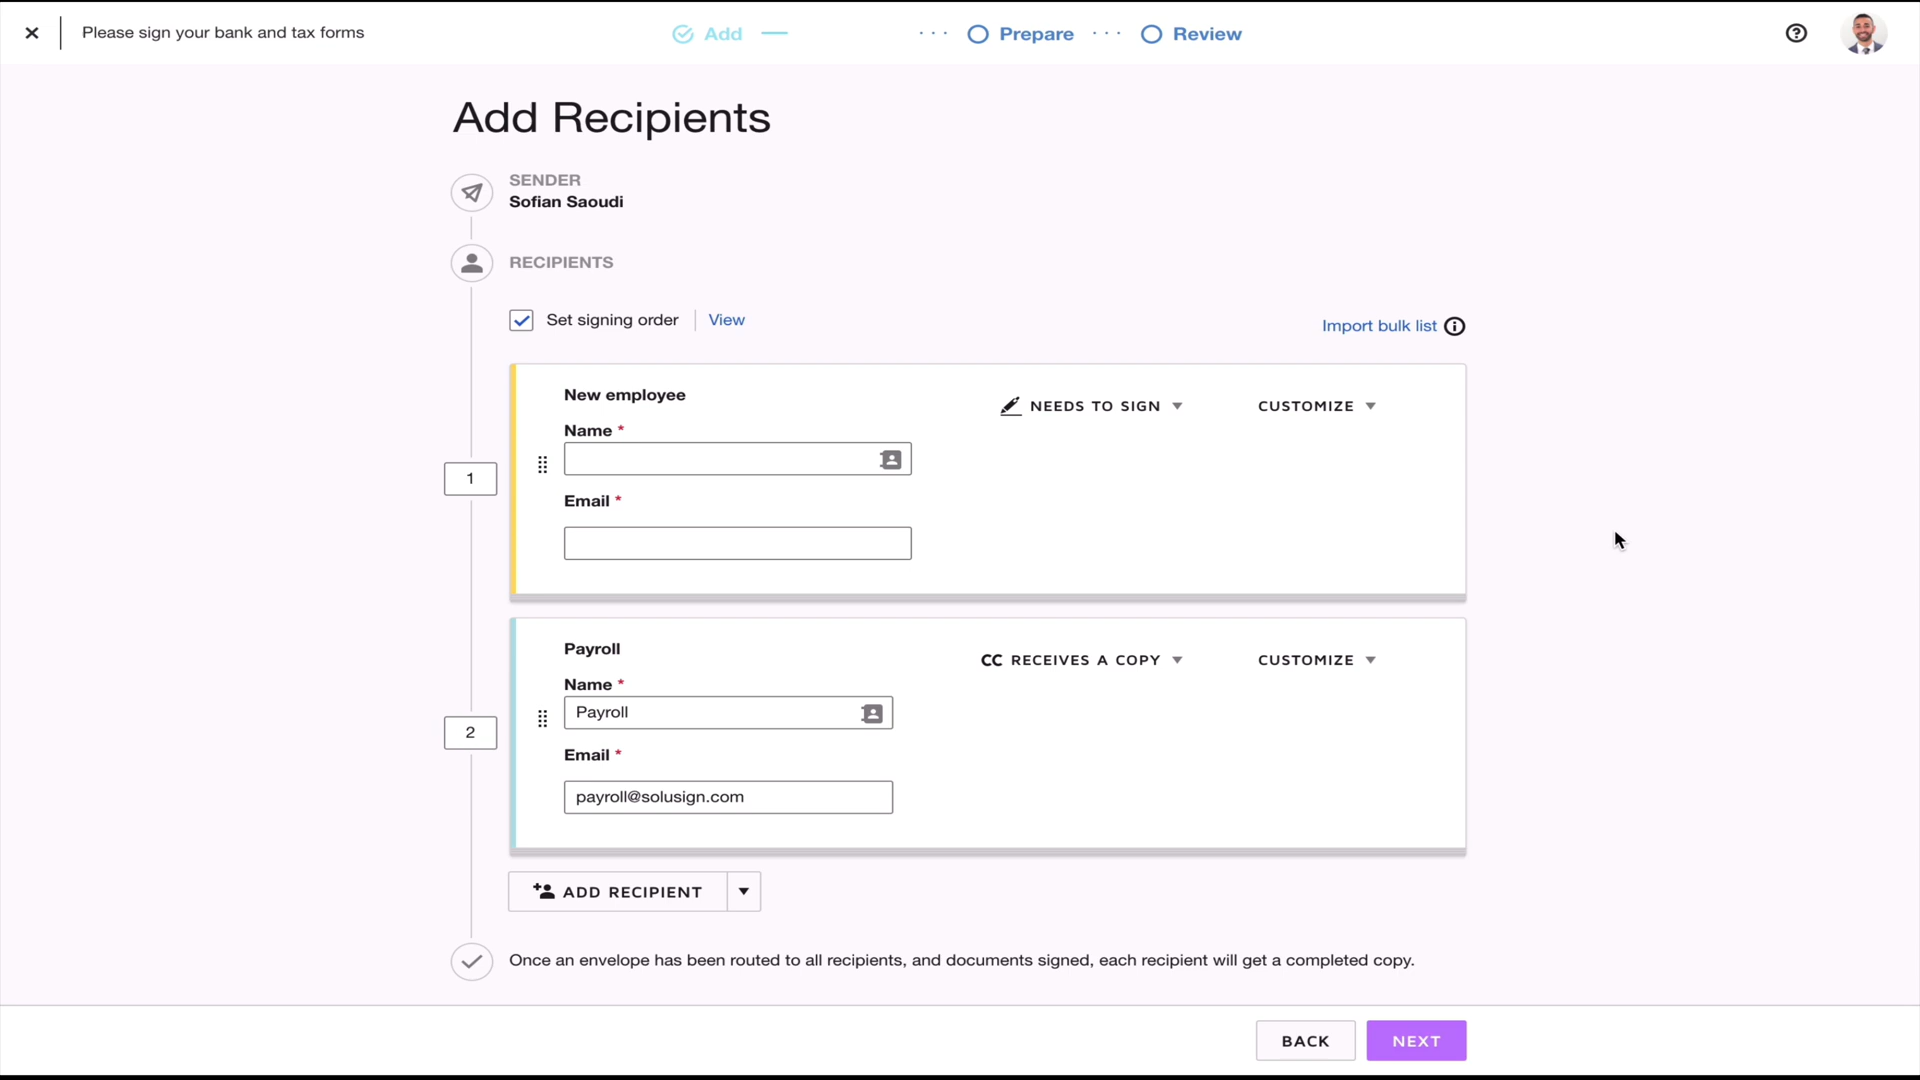 Please sign your bank and tax forms
Add
Prepare
Review
Add Recipients
SENDER
Sofian Saoudi
RECIPIENTS
Set signing order
View
Import bulk list
New employee
NEEDS TO SIGN
CUSTOMIZE
Name *
1
Email *
Payroll
CC RECEIVES A COPY
CUSTOMIZE
Name *
Payroll
2
Email *
payroll@solusign.com
ADD RECIPIENT
Once an envelope has been routed to all recipients, and documents signed, each recipient will get a completed copy.
BACK
NEXT